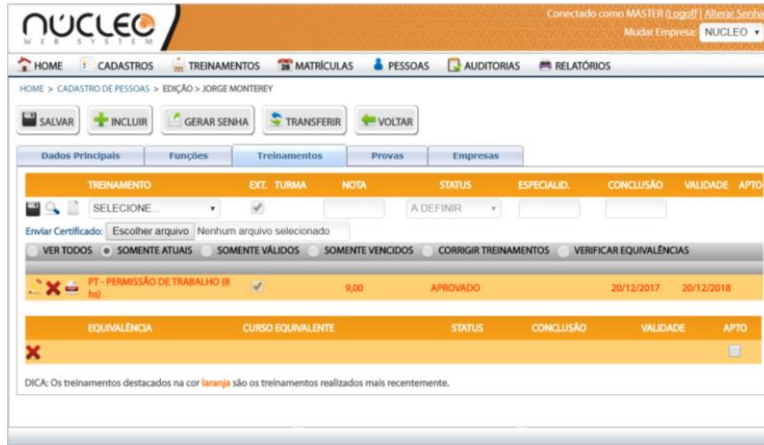 NÚCLEO
WEB SYSTEM
Conectado como MASTER (Logoff | Alterar Senha
Mudar Empresa: NUCLEO
HOME CADASTROS TREINAMENTOS MATRÍCULAS PESSOAS AUDITORIAS RELATÓRIOS
HOME > CADASTRO DE PESSOAS > EDIÇÃO > JORGE MONTEREY
SALVAR INCLUIR GERAR SENHA TRANSFERIR VOLTAR
Dados Principais Funções Treinamentos Provas Empresas
TREINAMENTO EXT. TURMA NOTA STATUS ESPECIALID. CONCLUSÃO VALIDADE APTO
SELECIONE... A DEFINIR
Enviar Certificado: Escolher arquivo Nenhum arquivo selecionado
VER TODOS SOMENTE ATUAIS SOMENTE VÁLIDOS SOMENTE VENCIDOS CORRIGIR TREINAMENTOS VERIFICAR EQUIVALÊNCIAS
PT - PERMISSÃO DE TRABALHO (8 hs) 9,00 APROVADO 20/12/2017 20/12/2018
EQUIVALÊNCIA CURSO EQUIVALENTE STATUS CONCLUSÃO VALIDADE APTO
DICA: Os treinamentos destacados na cor laranja são os treinamentos realizados mais recentemente.